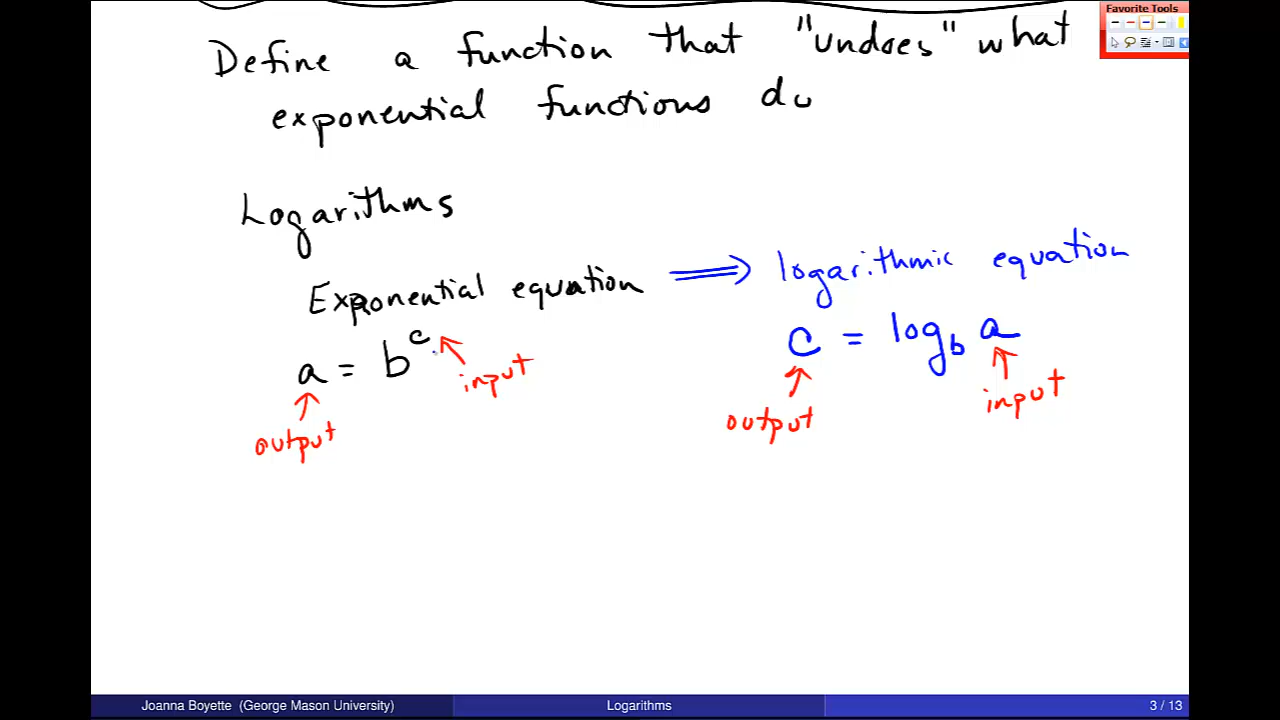 Favorite Tools
Define a function that "undoes" what
exponential functions do
Logarithms
Exponential equation ⟹ logarithmic equation
a = b^c
input
output
c = log_b a
output
input
Joanna Boyette (George Mason University) Logarithms 3 / 13